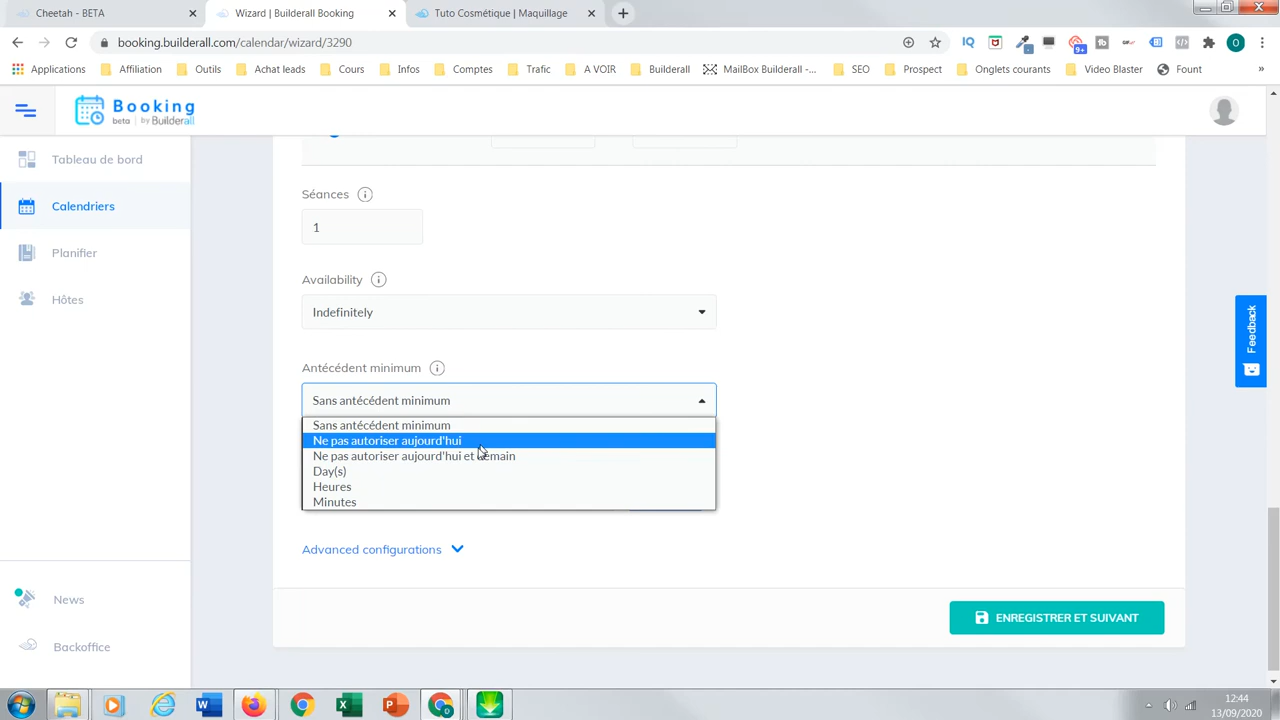 Cheetah - BETA
Wizard | Builderall Booking
Tuto Cosmétique | Maquillage
booking.builderall.com/calendar/wizard/3290
Applications
Affiliation
Outils
Achat leads
Cours
Infos
Comptes
Trafic
A VOIR
Builderall
MailBox Builderall -...
SEO
Prospect
Onglets courants
Video Blaster
Fount
»
Booking
beta | by Builderall
Tableau de bord
Calendriers
Planifier
Hôtes
News
Backoffice
Séances
1
Availability
Indefinitely
Antécédent minimum
Sans antécédent minimum
Sans antécédent minimum
Ne pas autoriser aujourd'hui
Ne pas autoriser aujourd'hui et demain
Day(s)
Heures
Minutes
Advanced configurations
ENREGISTRER ET SUIVANT
Feedback
12:44
13/09/2020